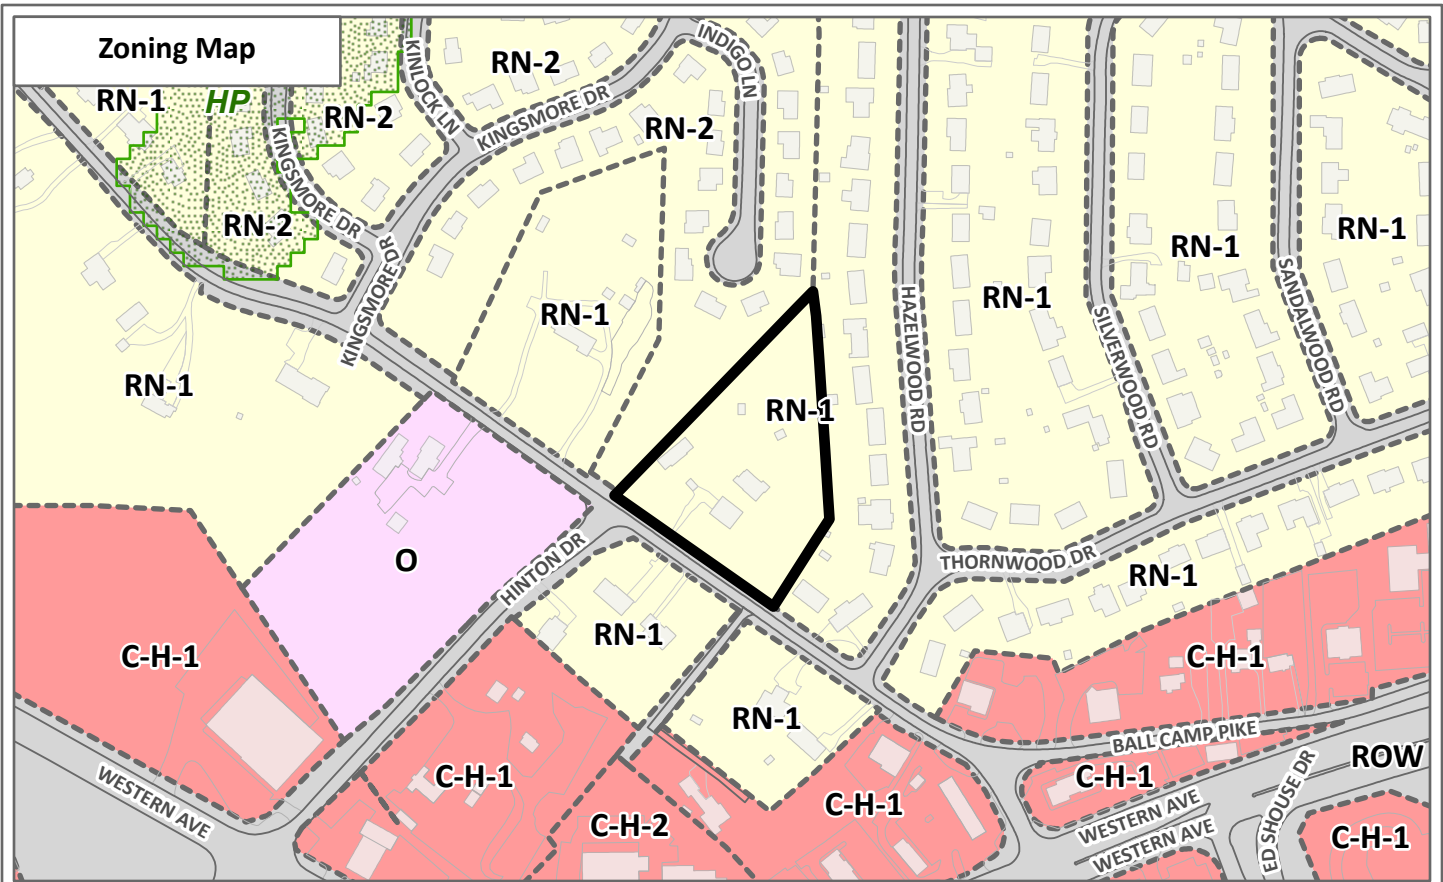 Zoning Map
RN-1
HP
RN-2
RN-2
KINLOCK LN
RN-2
KINGSMORE DR
INDIGO LN
RN-2
KINGSMORE DR
RN-2
KINGSMORE DR
RN-1
RN-1
RN-1
HAZELWOOD RD
RN-1
SILVERWOOD RD
RN-1
SANDALWOOD RD
RN-1
O
HINTON DR
THORNWOOD DR
RN-1
C-H-1
RN-1
C-H-1
RN-1
BALL CAMP PIKE
ROW
WESTERN AVE
C-H-1
C-H-2
C-H-1
C-H-1
WESTERN AVE
WESTERN AVE
ED SHOUSE DR
C-H-1